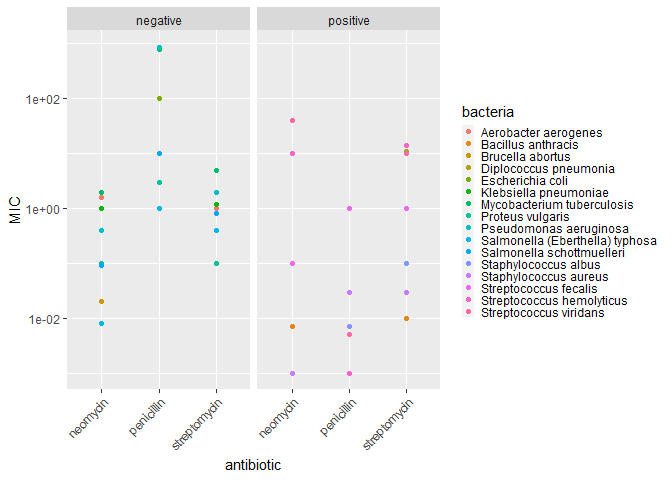 negative
positive
1e+02
1e+00
1e-02
MIC
neomycin
penicillin
streptomycin
neomycin
penicillin
streptomycin
antibiotic
bacteria
Aerobacter aerogenes
Bacillus anthracis
Brucella abortus
Diplococcus pneumonia
Escherichia coli
Klebsiella pneumoniae
Mycobacterium tuberculosis
Proteus vulgaris
Pseudomonas aeruginosa
Salmonella (Eberthella) typhosa
Salmonella schottmuelleri
Staphylococcus albus
Staphylococcus aureus
Streptococcus fecalis
Streptococcus hemolyticus
Streptococcus viridans